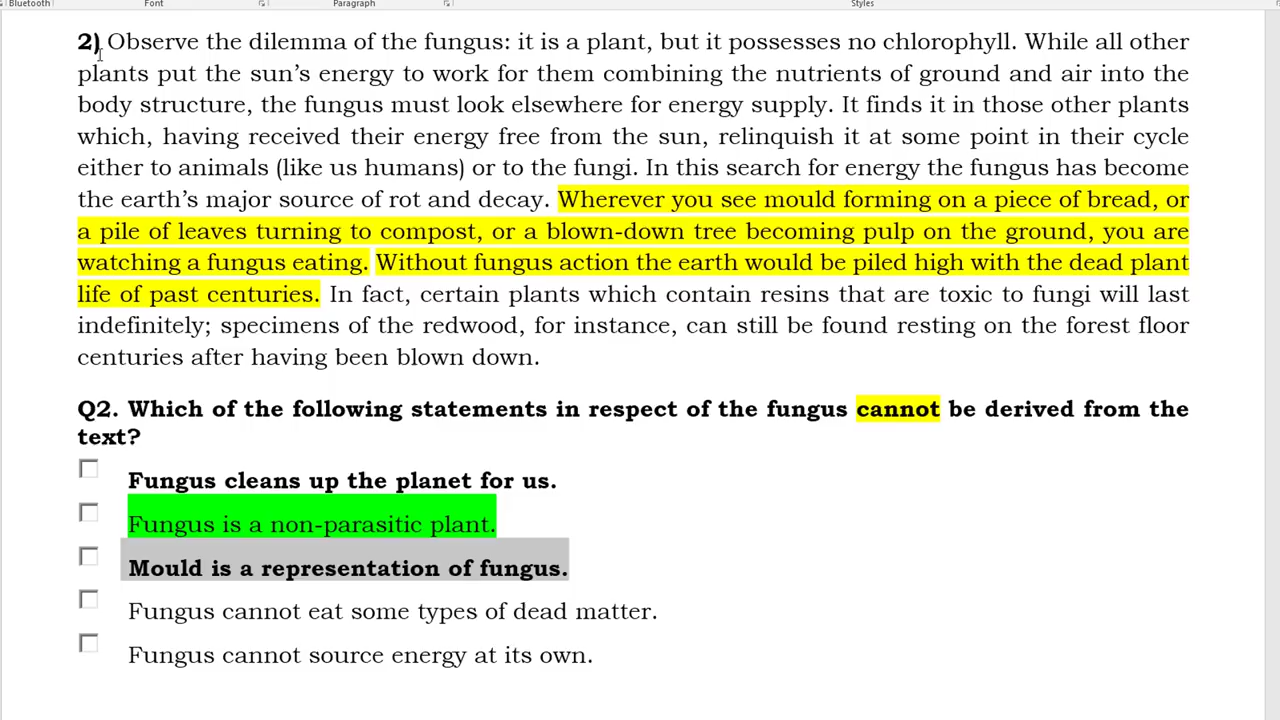 Bluetooth Font Paragraph Styles
2) Observe the dilemma of the fungus: it is a plant, but it possesses no chlorophyll. While all other
plants put the sun’s energy to work for them combining the nutrients of ground and air into the
body structure, the fungus must look elsewhere for energy supply. It finds it in those other plants
which, having received their energy free from the sun, relinquish it at some point in their cycle
either to animals (like us humans) or to the fungi. In this search for energy the fungus has become
the earth’s major source of rot and decay. Wherever you see mould forming on a piece of bread, or
a pile of leaves turning to compost, or a blown-down tree becoming pulp on the ground, you are
watching a fungus eating. Without fungus action the earth would be piled high with the dead plant
life of past centuries. In fact, certain plants which contain resins that are toxic to fungi will last
indefinitely; specimens of the redwood, for instance, can still be found resting on the forest floor
centuries after having been blown down.
Q2. Which of the following statements in respect of the fungus cannot be derived from the
text?
Fungus cleans up the planet for us.
Fungus is a non-parasitic plant.
Mould is a representation of fungus.
Fungus cannot eat some types of dead matter.
Fungus cannot source energy at its own.